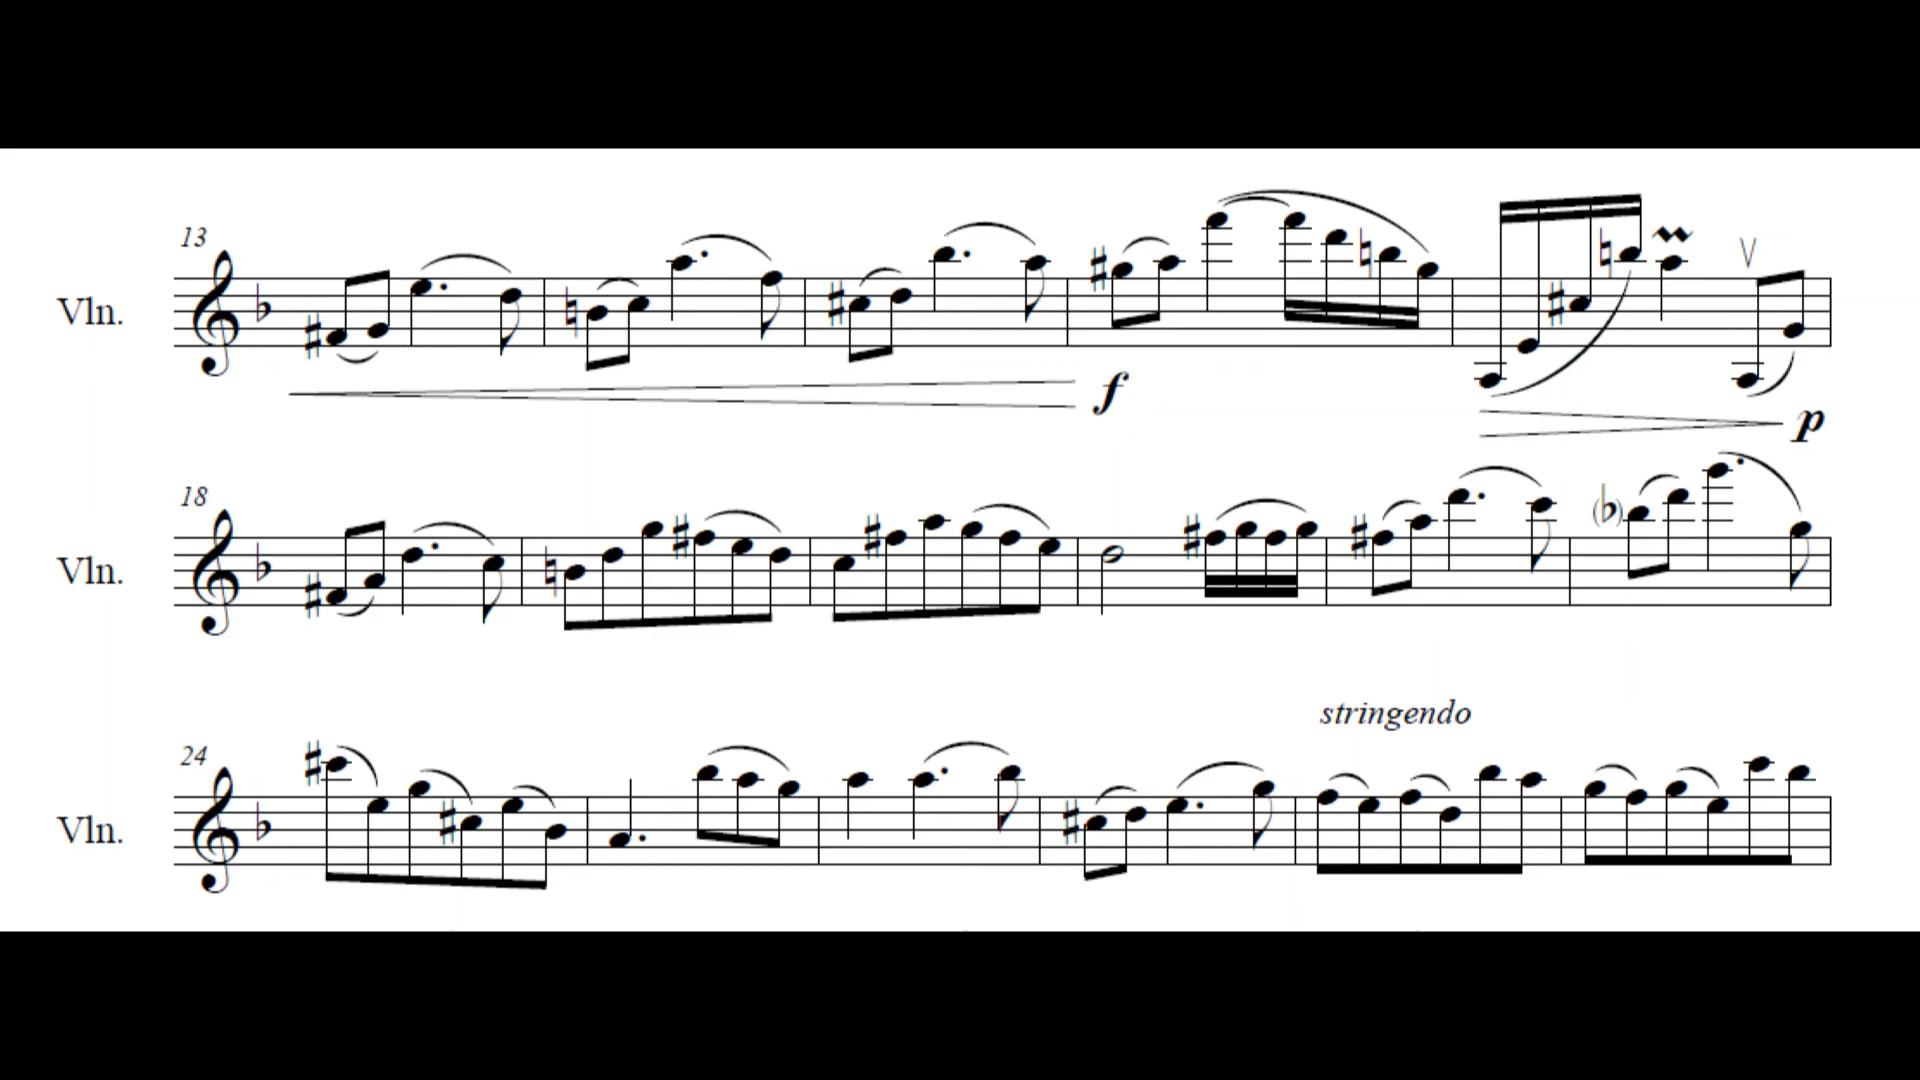 13
Vln.
f
p
18
Vln.
stringendo
24
Vln.